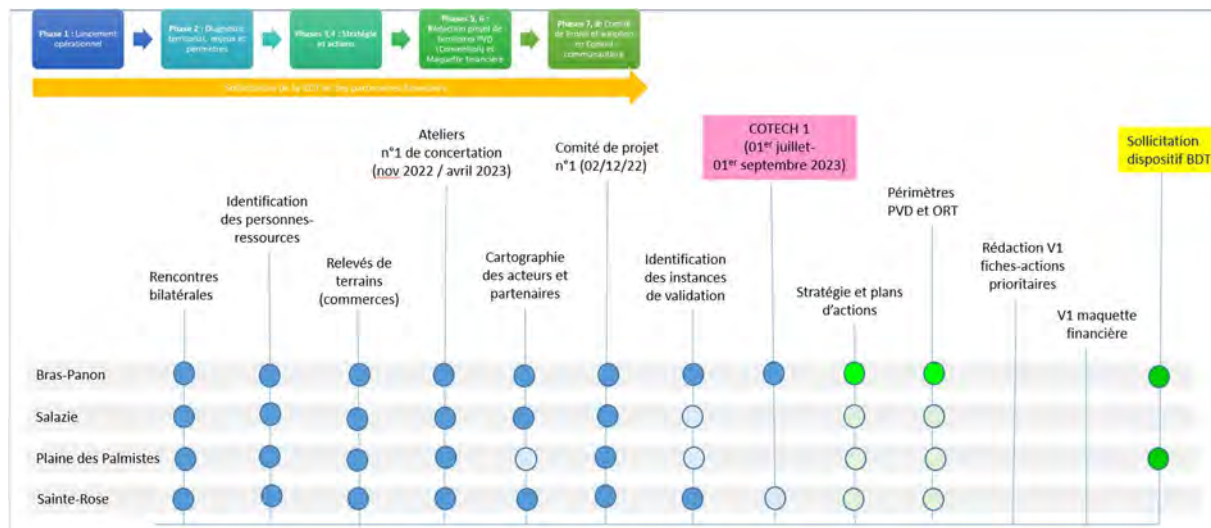 Phase 1 : Lancement
opérationnel
Phase 2 : Diagnostic
territorial, enjeux et
périmètres
Phases 3,4 : Stratégie
et actions
Phases 5, 6 :
Rédaction projet de
territoires PVD
(Convention) et
Maquette financière
Phases 7, 8: Comité
de Projet et adoption
en Conseil
communautaire
Sollicitation de la BDT et des partenaires financiers
Ateliers
n°1 de concertation
(nov 2022 / avril 2023)
Comité de projet
n°1 (02/12/22)
COTECH 1
(01er juillet-
01er septembre 2023)
Sollicitation
dispositif BDT
Identification
des personnes-
ressources
Périmètres
PVD et ORT
Rencontres
bilatérales
Relevés de
terrains
(commerces)
Cartographie
des acteurs et
partenaires
Identification
des instances
de validation
Stratégie et plans
d'actions
Rédaction V1
fiches-actions
prioritaires
V1 maquette
financière
Bras-Panon
Salazie
Plaine des Palmistes
Sainte-Rose